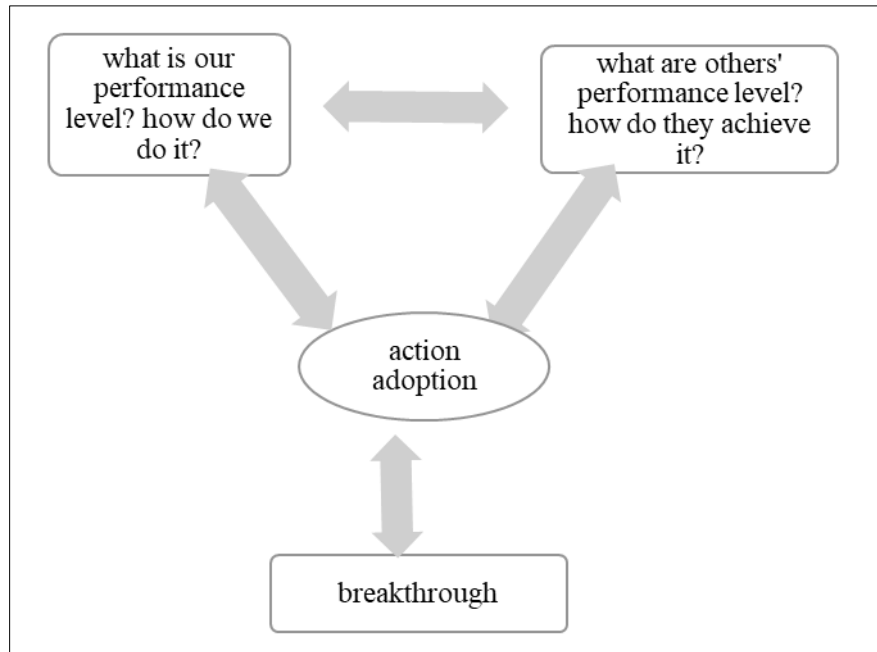 what is our
performance
level? how do we
do it?
what are others'
performance level?
how do they achieve
it?
action
adoption
breakthrough